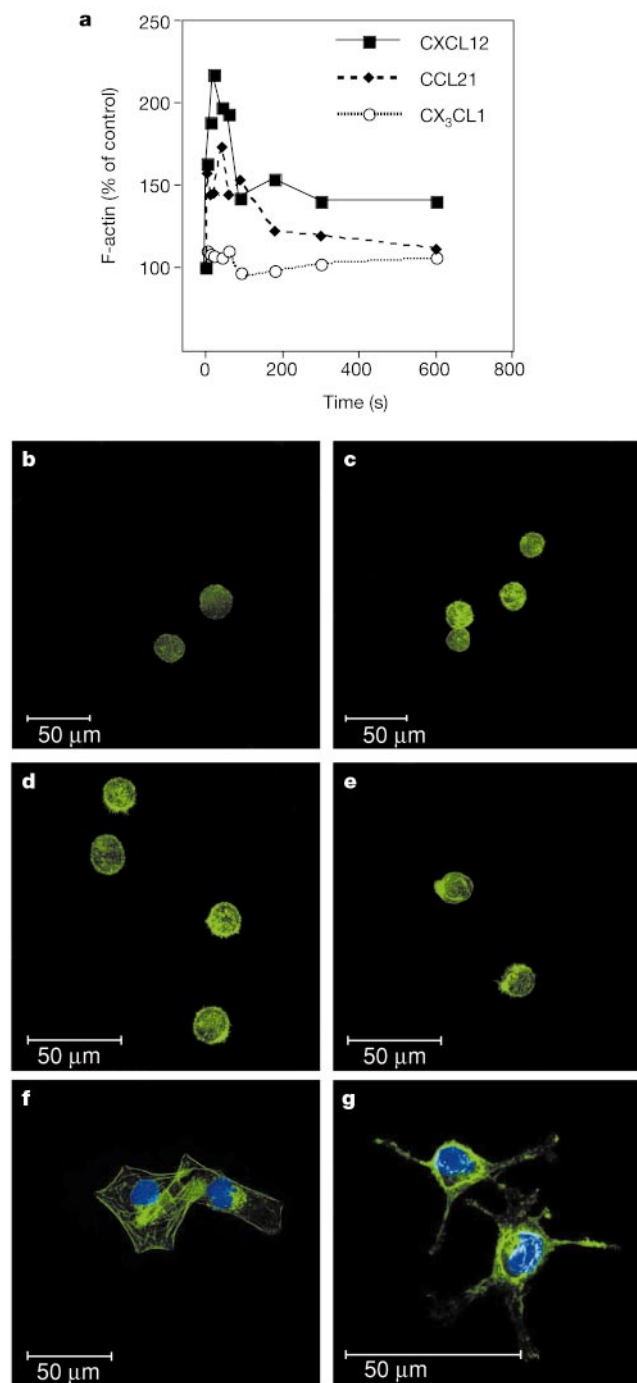 a
250
200
150
100
F-actin (% of control)
CXCL12
CCL21
CX₃CL1
0
200
400
600
800
Time (s)
b
50 μm
c
50 μm
d
50 μm
e
50 μm
f
50 μm
g
50 μm